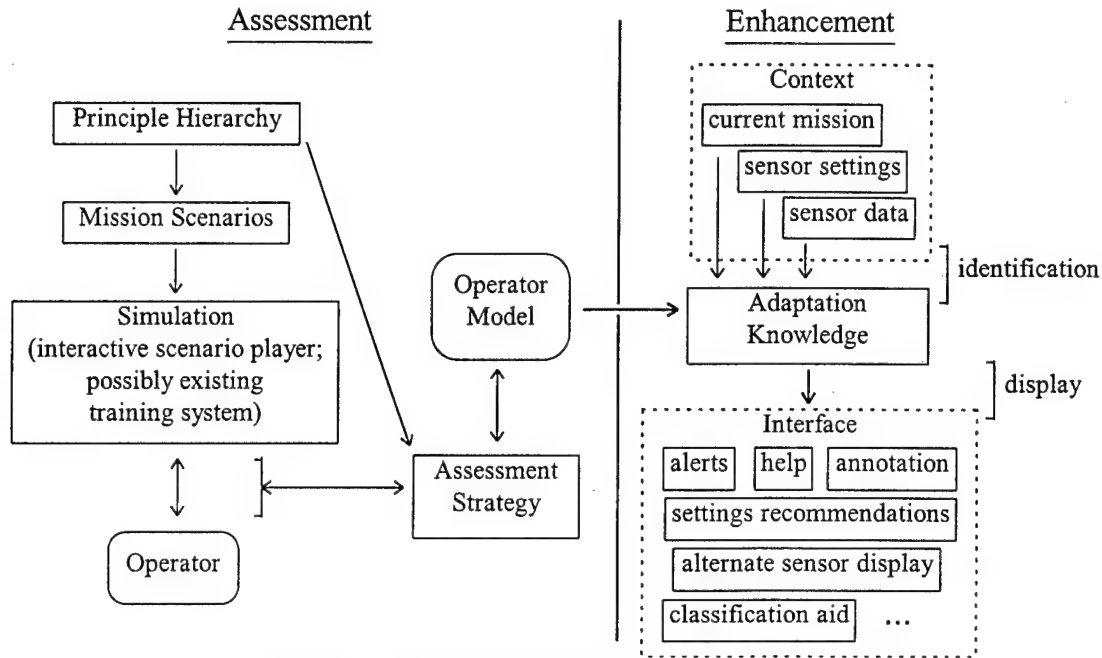 Assessment
Enhancement
Principle Hierarchy
Mission Scenarios
Simulation
(interactive scenario player;
possibly existing
training system)
Operator
Operator
Model
Assessment
Strategy
Context
current mission
sensor settings
sensor data
identification
Adaptation
Knowledge
display
Interface
alerts
help
annotation
settings recommendations
alternate sensor display
classification aid
...